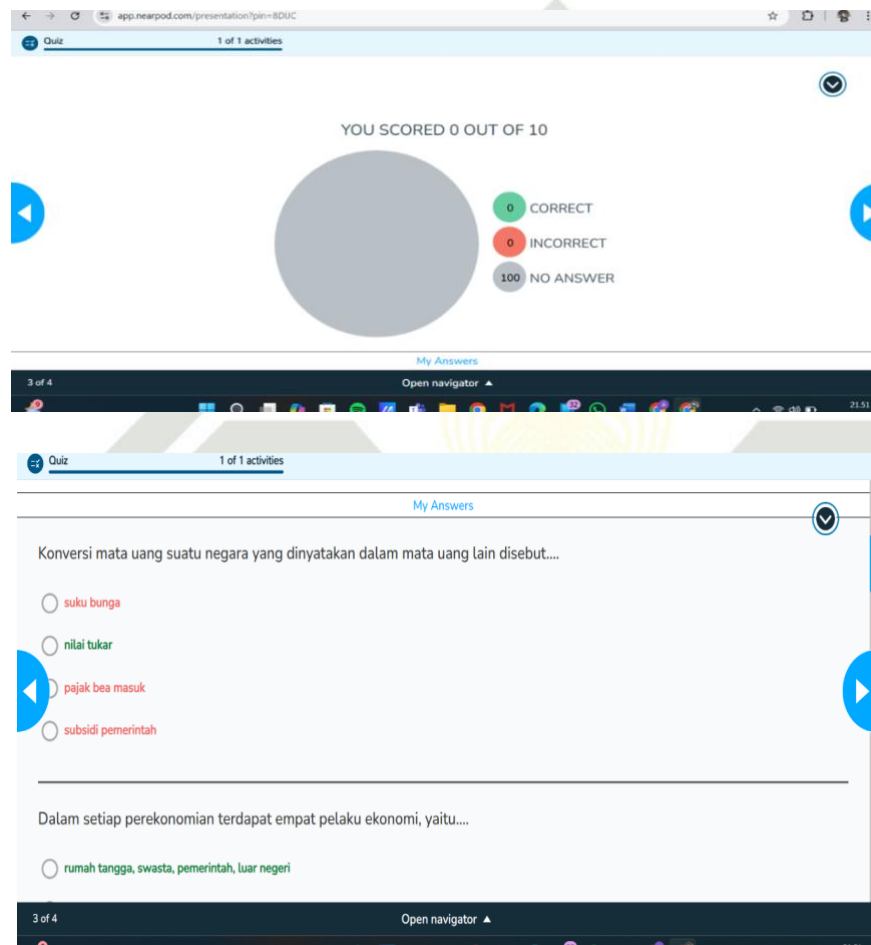 app.nearpod.com/presentation?pin=8DUC
Quiz 1 of 1 activities
YOU SCORED 0 OUT OF 10
0 CORRECT
0 INCORRECT
100 NO ANSWER
My Answers
3 of 4 Open navigator ▲
32
21.51
Quiz 1 of 1 activities
My Answers
Konversi mata uang suatu negara yang dinyatakan dalam mata uang lain disebut....
suku bunga
nilai tukar
pajak bea masuk
subsidi pemerintah
Dalam setiap perekonomian terdapat empat pelaku ekonomi, yaitu....
rumah tangga, swasta, pemerintah, luar negeri
3 of 4 Open navigator ▲